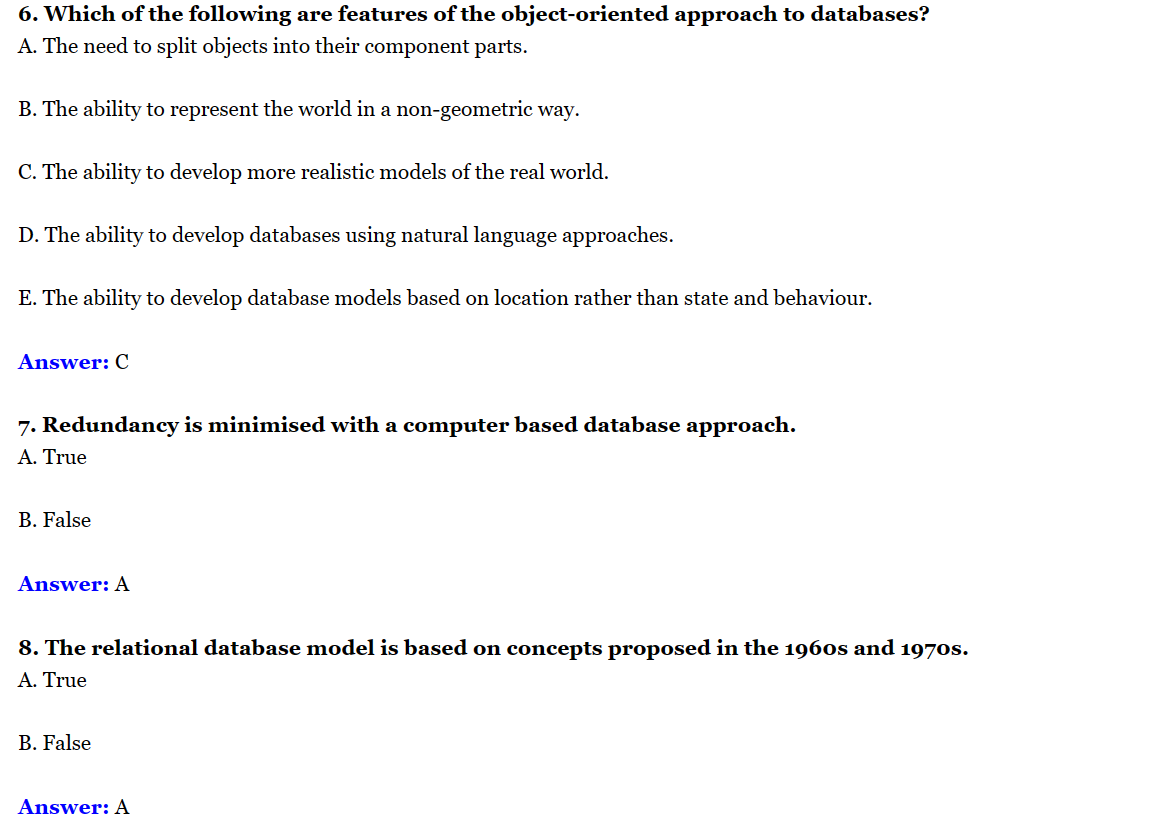 6. Which of the following are features of the object-oriented approach to databases?
A. The need to split objects into their component parts.
B. The ability to represent the world in a non-geometric way.
C. The ability to develop more realistic models of the real world.
D. The ability to develop databases using natural language approaches.
E. The ability to develop database models based on location rather than state and behaviour.
Answer: C
7. Redundancy is minimised with a computer based database approach.
A. True
B. False
Answer: A
8. The relational database model is based on concepts proposed in the 1960s and 1970s.
A. True
B. False
Answer: A